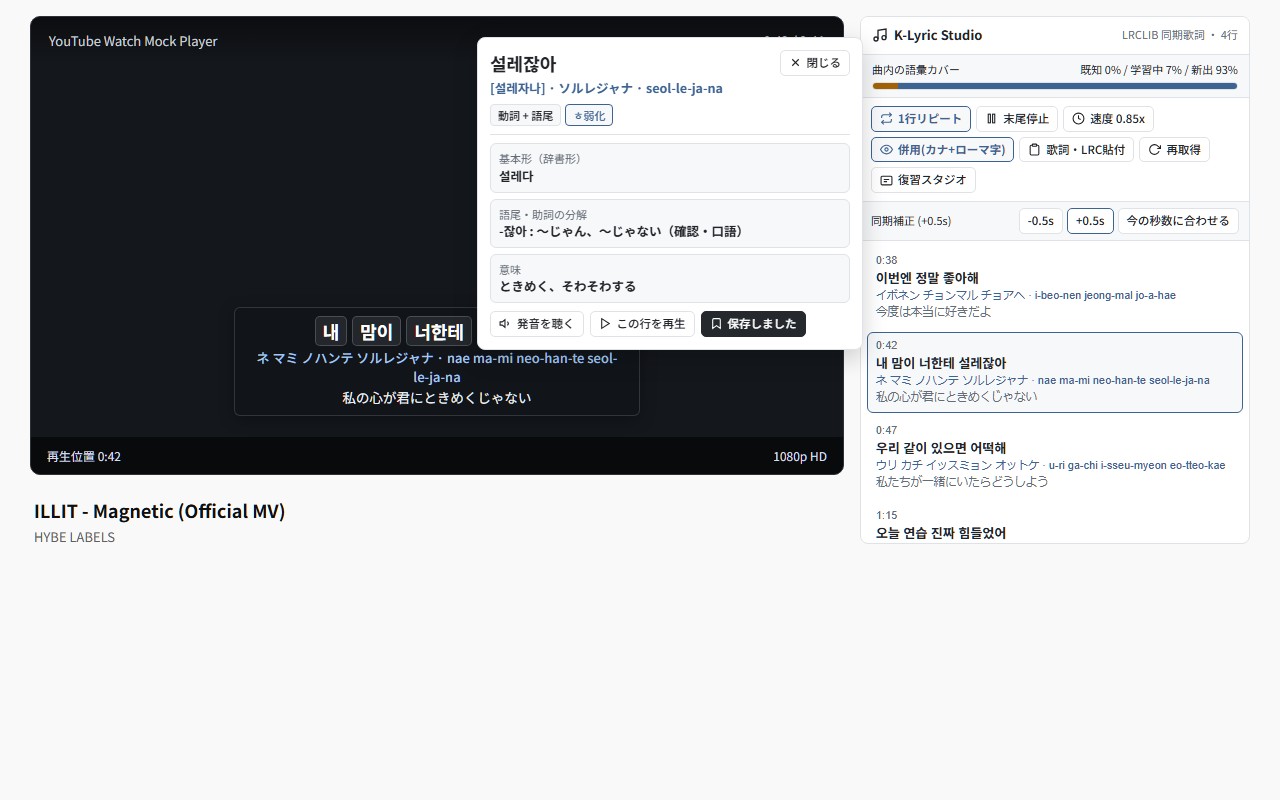 YouTube Watch Mock Player
설레잖아
× 閉じる
[설레자나]・ソルレジャナ・seol-le-ja-na
動詞 + 語尾
ㅎ弱化
基本形（辞書形）
설레다
語尾・助詞の分解
-잖아 : 〜じゃん、〜じゃない（確認・口語）
意味
ときめく、そわそわする
発音を聴く
この行を再生
保存しました
내 맘이 너한테
ネ マミ ノハンテ ソルレジャナ · nae ma-mi neo-han-te seol-
le-ja-na
私の心が君にときめくじゃない
再生位置 0:42
1080p HD
ILLIT - Magnetic (Official MV)
HYBE LABELS
K-Lyric Studio
LRCLIB 同期歌詞 ・ 4行
曲内の語彙カバー
既知 0% / 学習中 7% / 新出 93%
1行リピート
末尾停止
速度 0.85x
併用(カナ+ローマ字)
歌詞・LRC貼付
再取得
復習スタジオ
同期補正 (+0.5s)
-0.5s
+0.5s
今の秒数に合わせる
0:38
이번엔 정말 좋아해
イボネン チョンマル チョアヘ · i-beo-nen jeong-mal jo-a-hae
今度は本当に好きだよ
0:42
내 맘이 너한테 설레잖아
ネ マミ ノハンテ ソルレジャナ · nae ma-mi neo-han-te seol-le-ja-na
私の心が君にときめくじゃない
0:47
우리 같이 있으면 어떡해
ウリ カチ イッスミョン オットケ · u-ri ga-chi i-sseu-myeon eo-tteo-kae
私たちが一緒にいたらどうしよう
1:15
오늘 연습 진짜 힘들었어